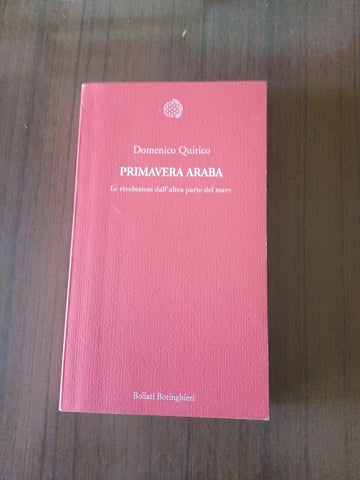 Domenico Quirico
PRIMAVERA ARABA
Le rivoluzioni dall'altra parte del mare
Bollati Boringhieri